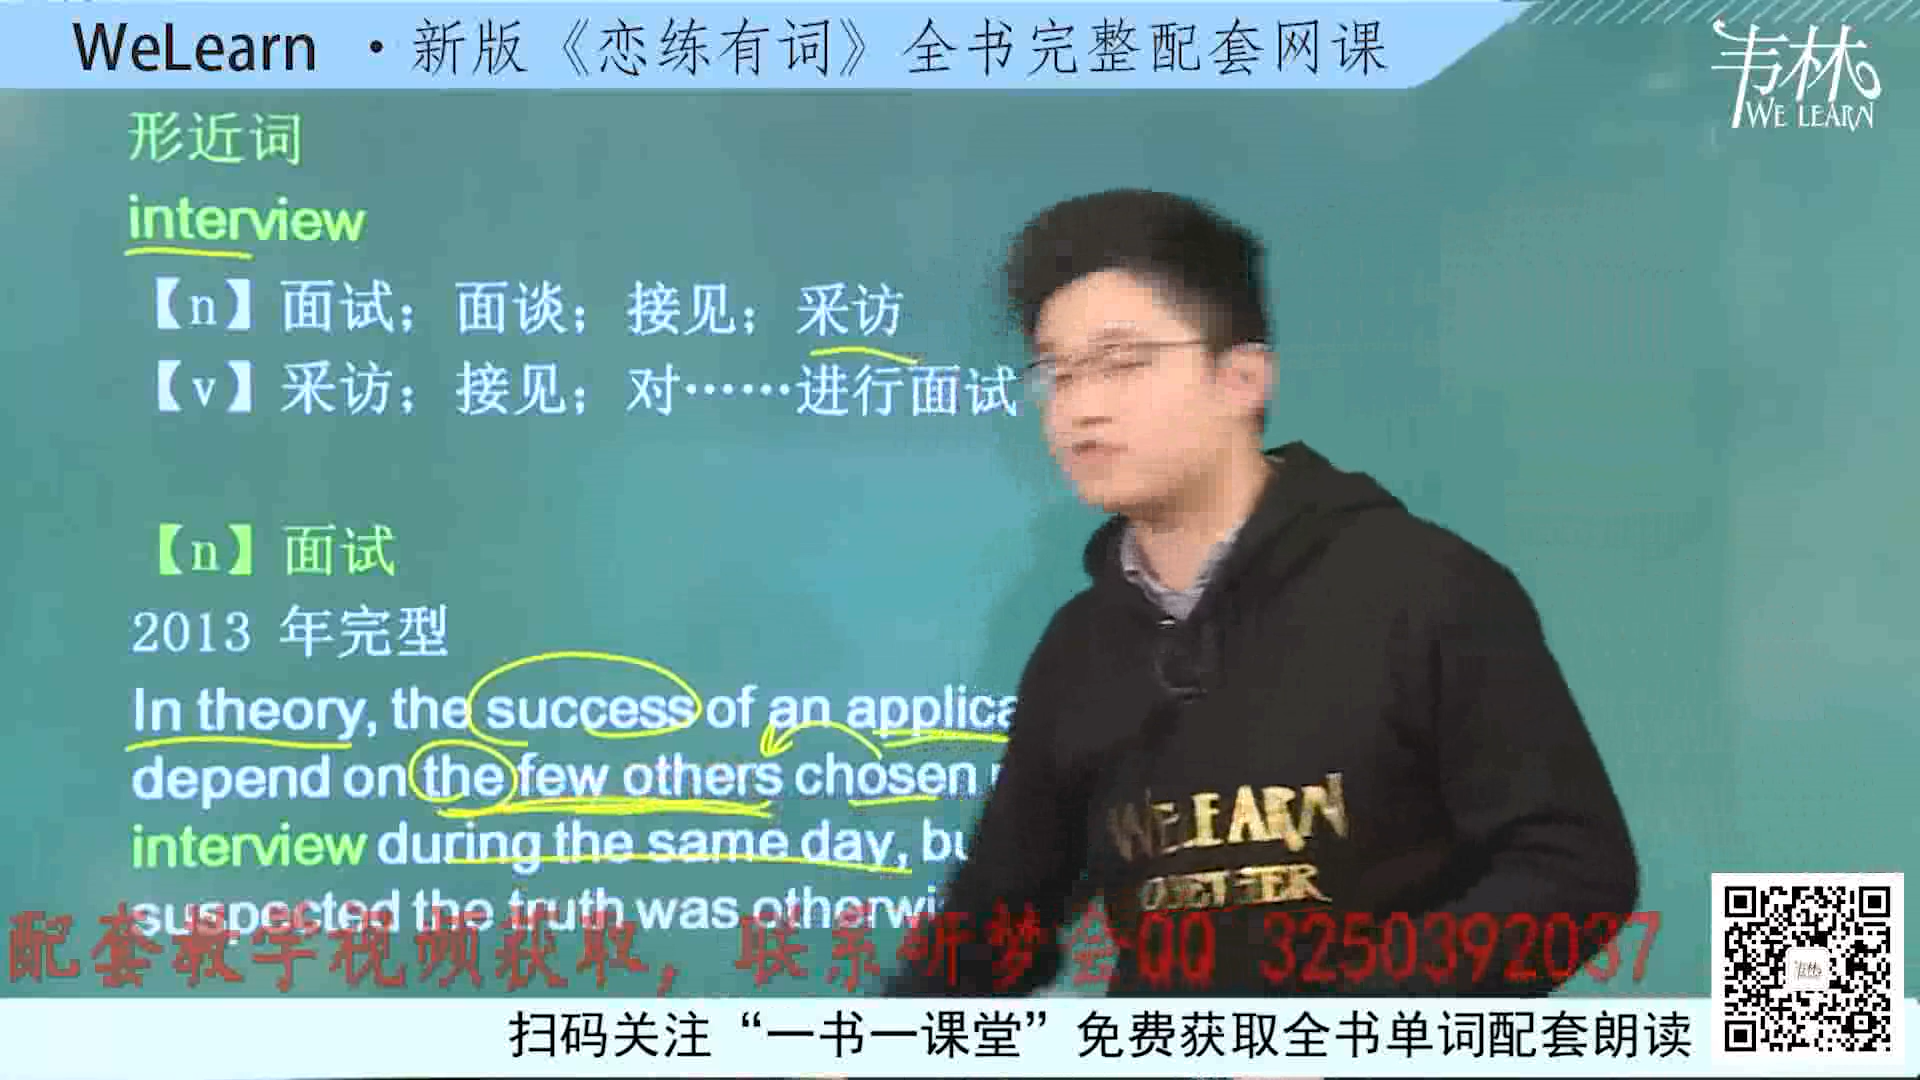 WeLearn ·新版《恋练有词》全书完整配套网课
韦林
WE LEARN
形近词
interview
【n】面试；面谈；接见；采访
【v】采访；接见；对……进行面试
【n】面试
2013 年完型
In theory, the success of an
depend on the few others chosen
interview during the same day,
suspected the truth was
WELEARN
TOGETHER
配套教学视频获取，联系研梦会QQ 3250392037
扫码关注“一书一课堂”免费获取全书单词配套朗读
韦林